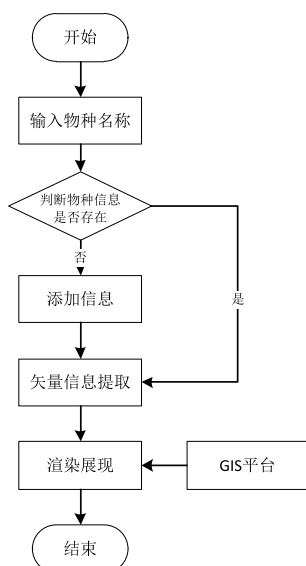 开始
输入物种名称
判断物种信息
是否存在
否
是
添加信息
矢量信息提取
渲染展现
GIS平台
结束